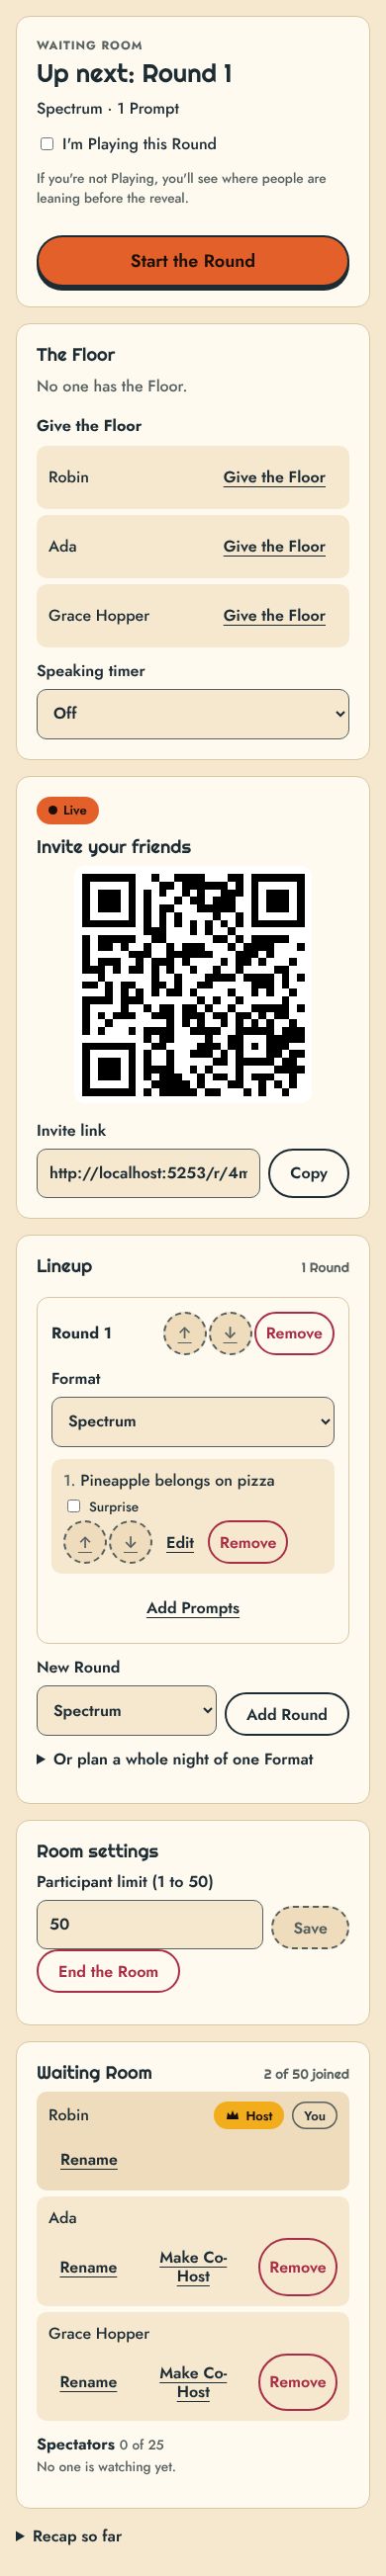 WAITING ROOM
Up next: Round 1
Spectrum · 1 Prompt
I'm Playing this Round
If you're not Playing, you'll see where people are
leaning before the reveal.
Start the Round
The Floor
No one has the Floor.
Give the Floor
Robin Give the Floor
Ada Give the Floor
Grace Hopper Give the Floor
Speaking timer
Off
Live
Invite your friends
Invite link
http://localhost:5253/r/4m Copy
Lineup 1 Round
Round 1 ↑ ↓ Remove
Format
Spectrum
1. Pineapple belongs on pizza
Surprise
↑ ↓ Edit Remove
Add Prompts
New Round
Spectrum Add Round
Or plan a whole night of one Format
Room settings
Participant limit (1 to 50)
50 Save
End the Room
Waiting Room 2 of 50 joined
Robin Host You
Rename
Ada
Rename Make Co-
Host Remove
Grace Hopper
Rename Make Co-
Host Remove
Spectators 0 of 25
No one is watching yet.
Recap so far